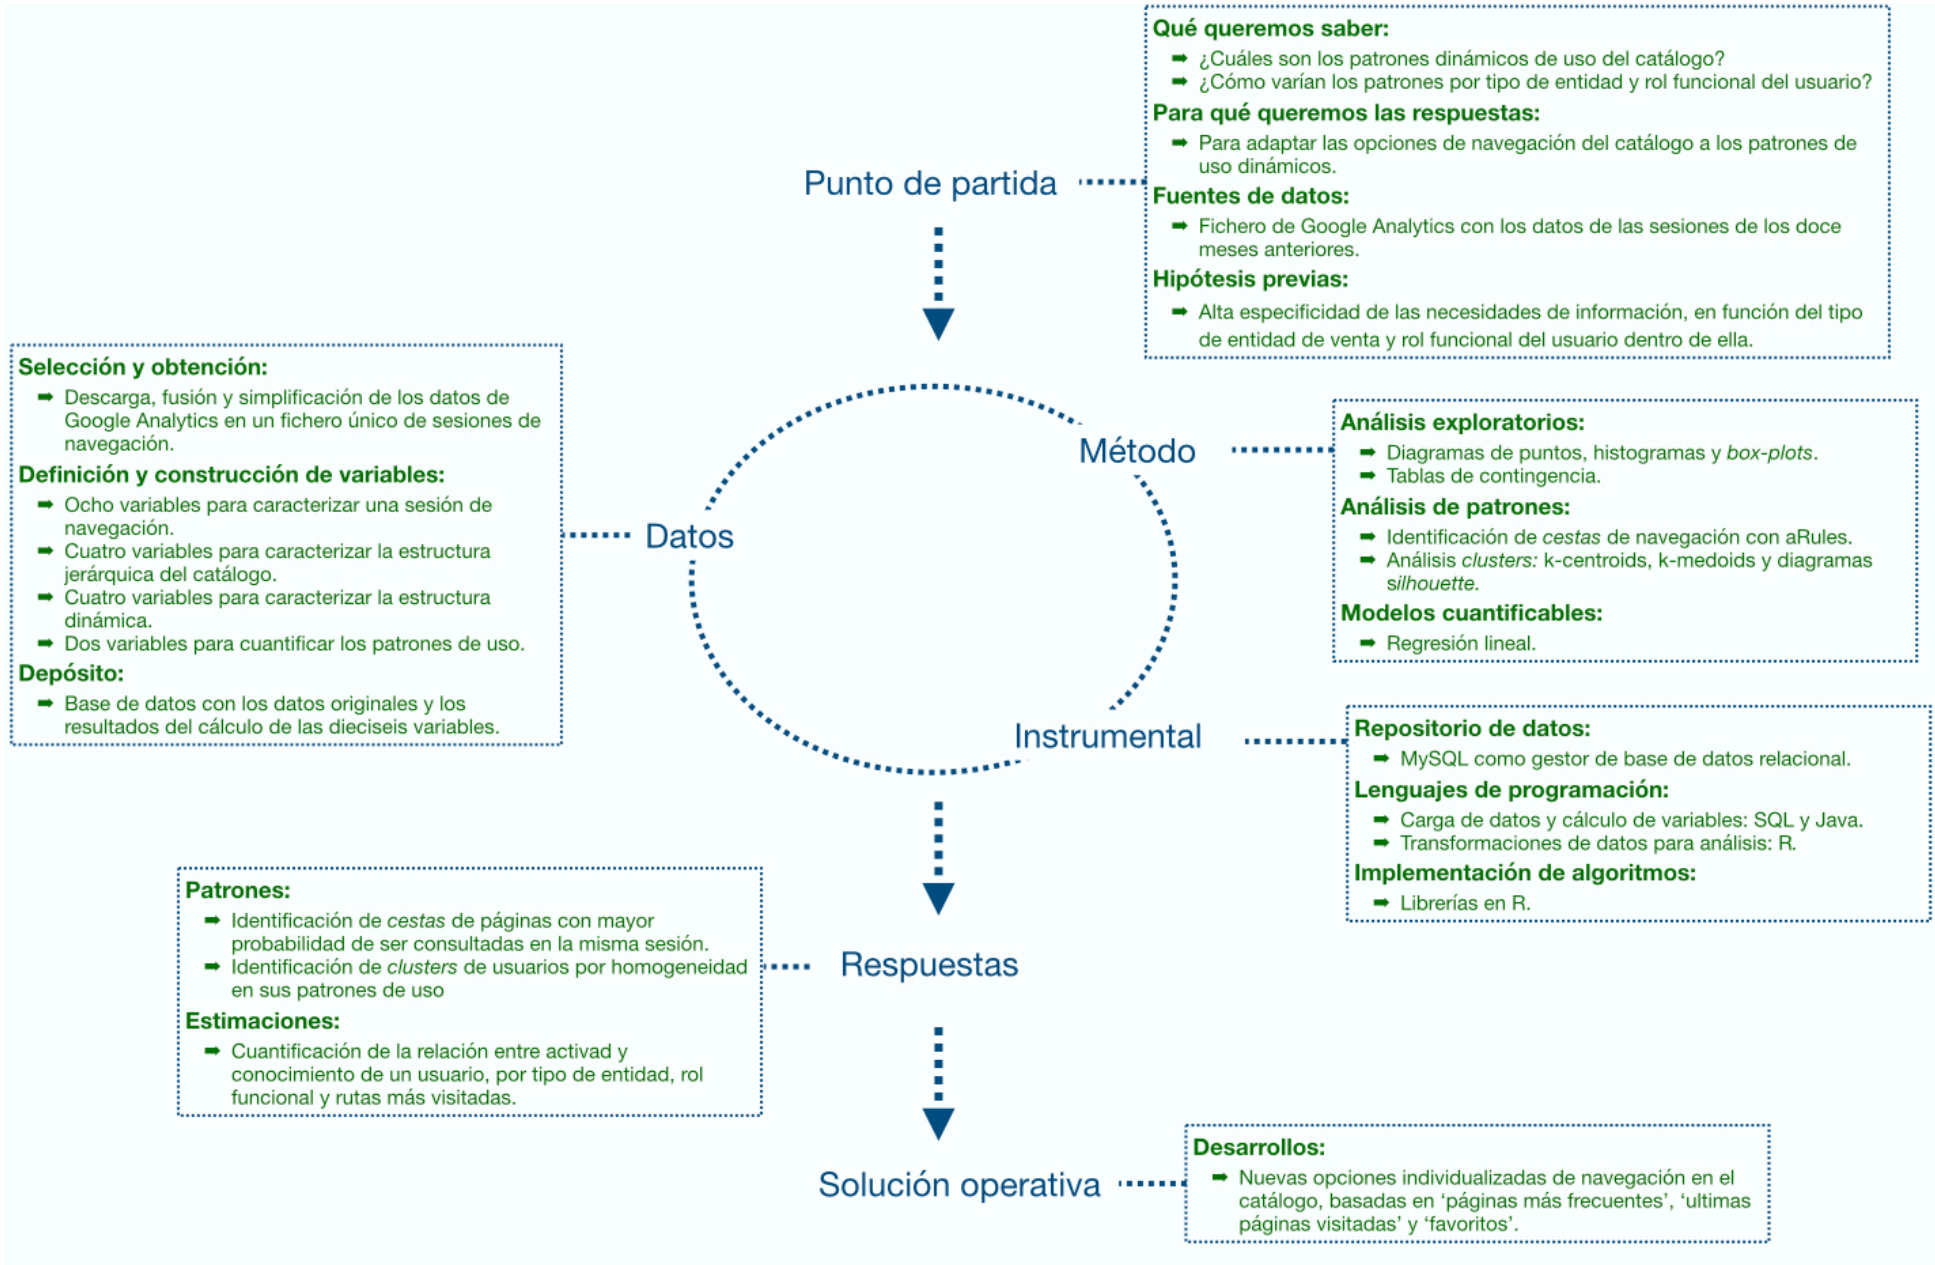 Qué queremos saber:
➡ ¿Cuáles son los patrones dinámicos de uso del catálogo?
➡ ¿Cómo varían los patrones por tipo de entidad y rol funcional del usuario?
Para qué queremos las respuestas:
➡ Para adaptar las opciones de navegación del catálogo a los patrones de
uso dinámicos.
Fuentes de datos:
➡ Fichero de Google Analytics con los datos de las sesiones de los doce
meses anteriores.
Hipótesis previas:
➡ Alta especificidad de las necesidades de información, en función del tipo
de entidad de venta y rol funcional del usuario dentro de ella.
Punto de partida
Selección y obtención:
➡ Descarga, fusión y simplificación de los datos de
Google Analytics en un fichero único de sesiones de
navegación.
Definición y construcción de variables:
➡ Ocho variables para caracterizar una sesión de
navegación.
➡ Cuatro variables para caracterizar la estructura
jerárquica del catálogo.
➡ Cuatro variables para caracterizar la estructura
dinámica.
➡ Dos variables para cuantificar los patrones de uso.
Depósito:
➡ Base de datos con los datos originales y los
resultados del cálculo de las dieciseis variables.
Datos
Método
Análisis exploratorios:
➡ Diagramas de puntos, histogramas y box-plots.
➡ Tablas de contingencia.
Análisis de patrones:
➡ Identificación de cestas de navegación con aRules.
➡ Análisis clusters: k-centroids, k-medoids y diagramas
silhouette.
Modelos cuantificables:
➡ Regresión lineal.
Instrumental
Repositorio de datos:
➡ MySQL como gestor de base de datos relacional.
Lenguajes de programación:
➡ Carga de datos y cálculo de variables: SQL y Java.
➡ Transformaciones de datos para análisis: R.
Implementación de algoritmos:
➡ Librerías en R.
Patrones:
➡ Identificación de cestas de páginas con mayor
probabilidad de ser consultadas en la misma sesión.
➡ Identificación de clusters de usuarios por homogeneidad
en sus patrones de uso
Estimaciones:
➡ Cuantificación de la relación entre activad y
conocimiento de un usuario, por tipo de entidad, rol
funcional y rutas más visitadas.
Respuestas
Solución operativa
Desarrollos:
➡ Nuevas opciones individualizadas de navegación en el
catálogo, basadas en ‘páginas más frecuentes’, ‘ultimas
páginas visitadas’ y ‘favoritos’.